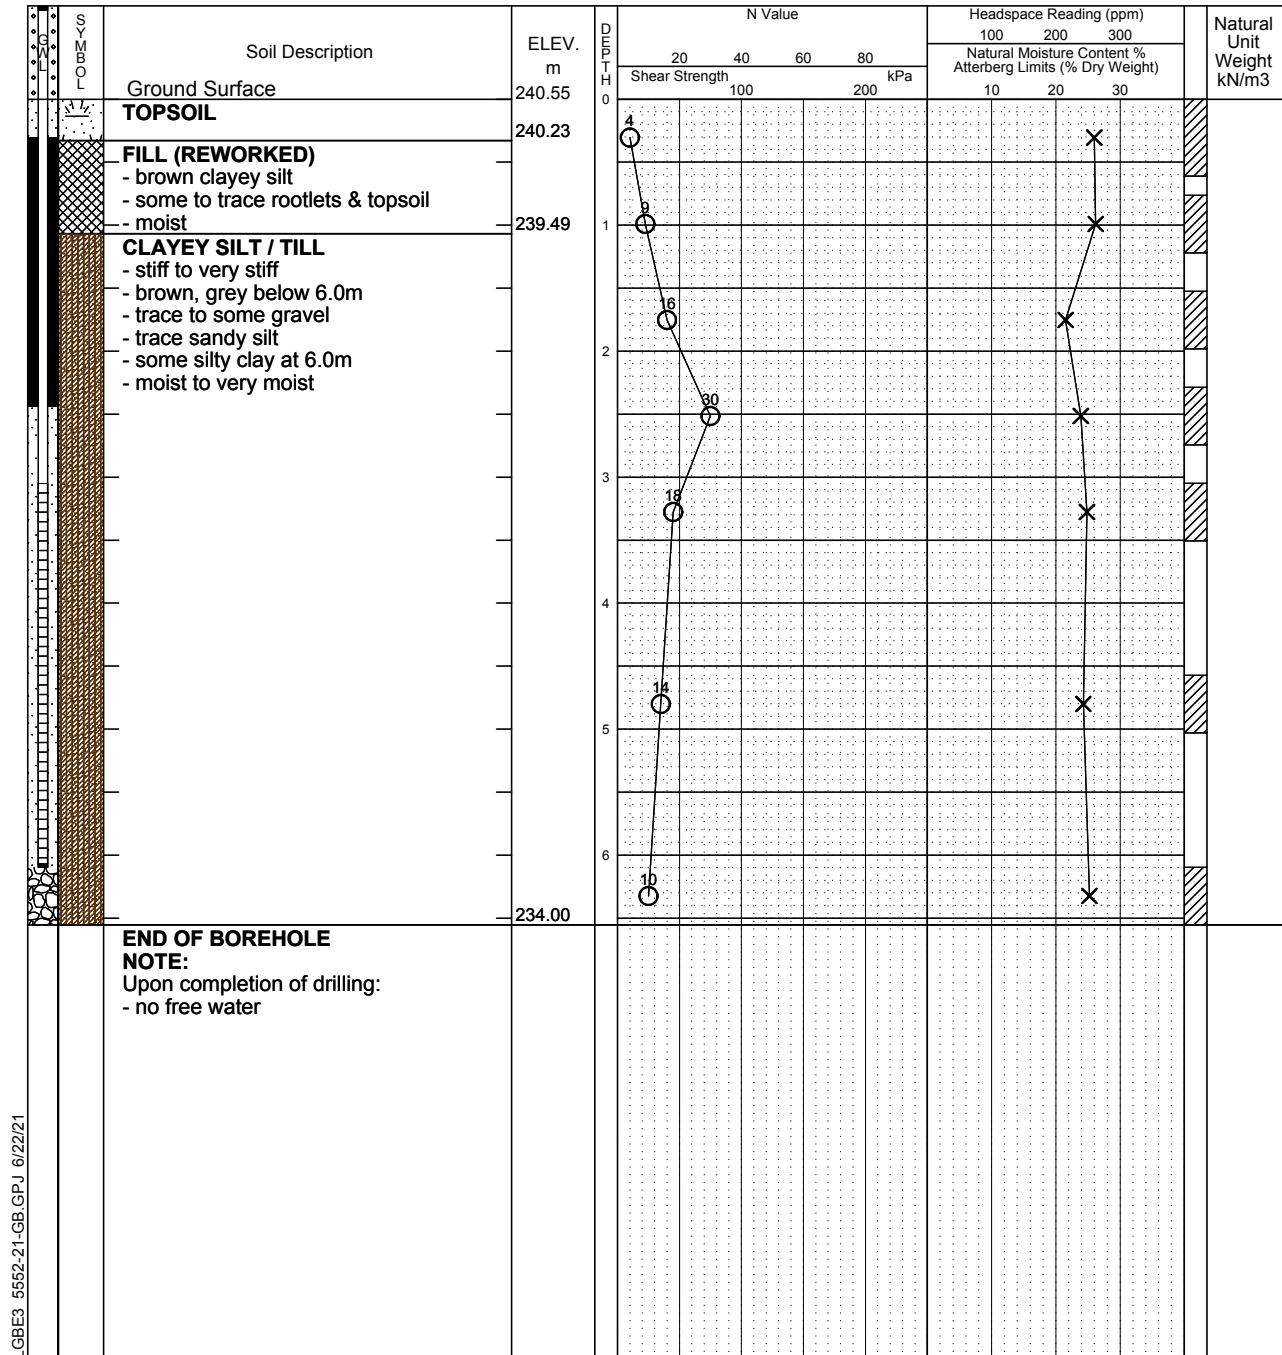 GWL
SYMBOL
Soil Description
Ground Surface
ELEV.
m
240.55
DEPTH
N Value
20 40 60 80
Shear Strength kPa
100 200
Headspace Reading (ppm)
100 200 300
Natural Moisture Content %
Atterberg Limits (% Dry Weight)
10 20 30
Natural
Unit
Weight
kN/m3
0
TOPSOIL
240.23
4
FILL (REWORKED)
- brown clayey silt
- some to trace rootlets & topsoil
- moist
239.49
9
1
CLAYEY SILT / TILL
- stiff to very stiff
- brown, grey below 6.0m
- trace to some gravel
- trace sandy silt
- some silty clay at 6.0m
- moist to very moist
16
2
30
3
18
4
14
5
6
10
234.00
END OF BOREHOLE
NOTE:
Upon completion of drilling:
- no free water
GBE3 5552-21-GB.GPJ 6/22/21